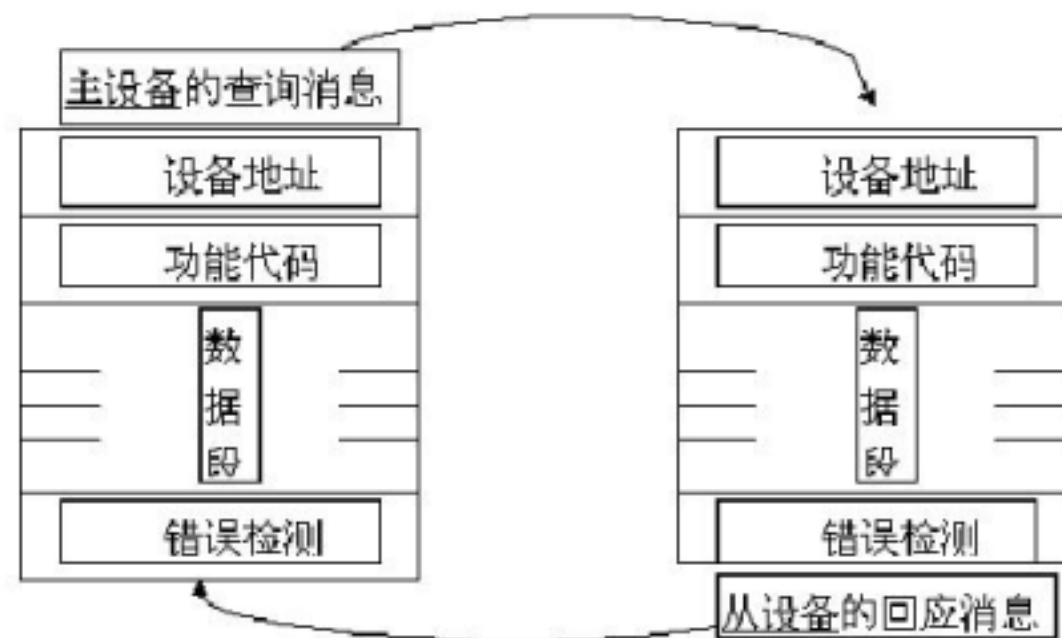 主设备的查询消息
设备地址
功能代码
数
据
段
错误检测
设备地址
功能代码
数
据
段
错误检测
从设备的回应消息